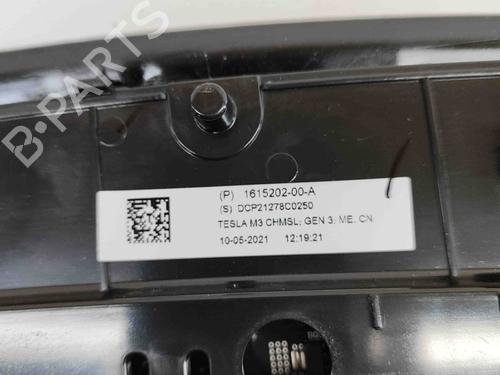 B-PARTS
(P) 1615202-00-A
(S) DCP21278C0250
TESLA M3 CHMSL; GEN 3; ME, CN
10-05-2021 12:19:21